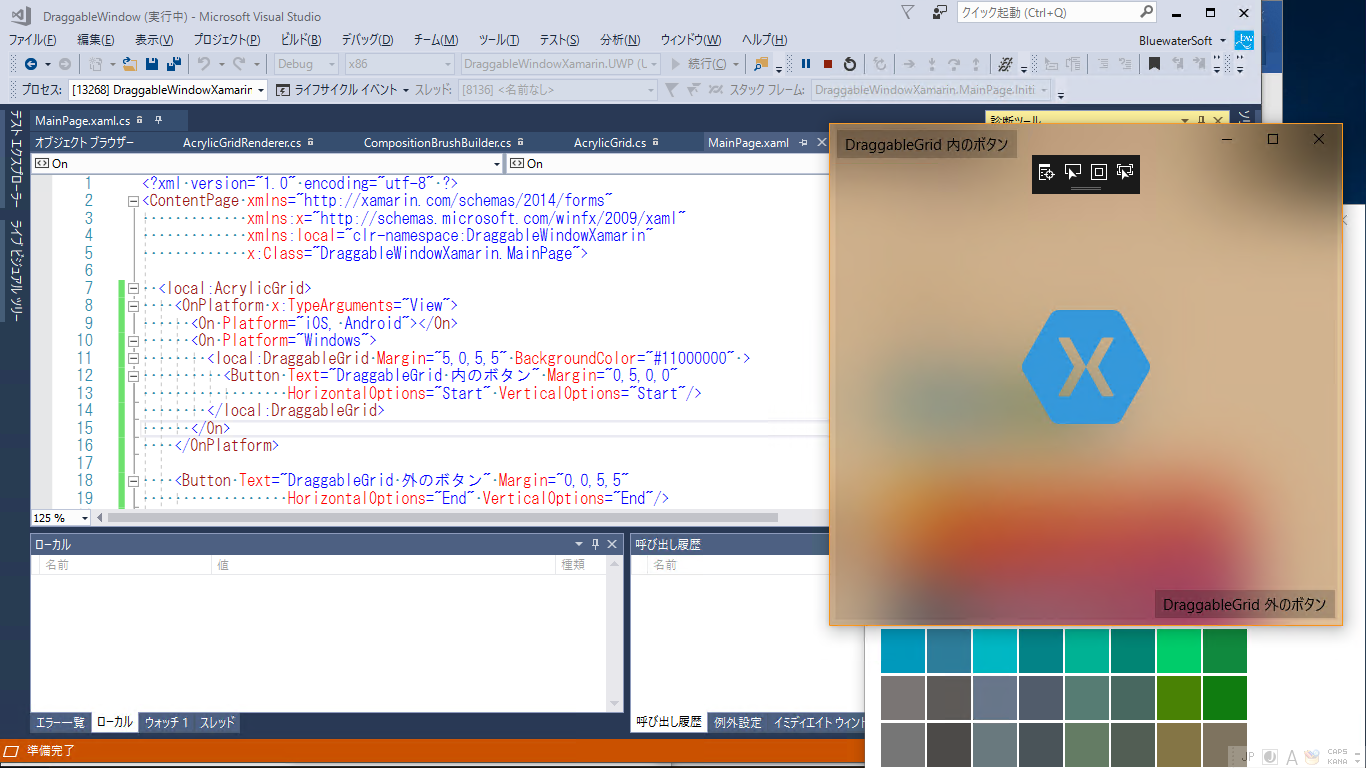 DraggableWindow (実行中) - Microsoft Visual Studio
クイック起動 (Ctrl+Q)
ファイル(F) 編集(E) 表示(V) プロジェクト(P) ビルド(B) デバッグ(D) チーム(M) ツール(T) テスト(S) 分析(N) ウィンドウ(W) ヘルプ(H)
BluewaterSoft
Debug x86 DraggableWindowXamarin.UWP (U 続行(C)
プロセス: [13268] DraggableWindowXamarin ライフサイクル イベント スレッド: [8136] <名前なし> スタック フレーム: DraggableWindowXamarin.MainPage.Initi
テスト エクスプローラー
ライブ ビジュアル ツリー
MainPage.xaml.cs
診断ツール
オブジェクト ブラウザー AcrylicGridRenderer.cs CompositionBrushBuilder.cs AcrylicGrid.cs MainPage.xaml
On On
1 <?xml version="1.0" encoding="utf-8" ?>
2 <ContentPage xmlns="http://xamarin.com/schemas/2014/forms"
3 xmlns:x="http://schemas.microsoft.com/winfx/2009/xaml"
4 xmlns:local="clr-namespace:DraggableWindowXamarin"
5 x:Class="DraggableWindowXamarin.MainPage">
6
7 <local:AcrylicGrid>
8 <OnPlatform x:TypeArguments="View">
9 <On Platform="iOS, Android"></On>
10 <On Platform="Windows">
11 <local:DraggableGrid Margin="5,0,5,5" BackgroundColor="#11000000" >
12 <Button Text="DraggableGrid 内のボタン" Margin="0,5,0,0"
13 HorizontalOptions="Start" VerticalOptions="Start"/>
14 </local:DraggableGrid>
15 </On>
16 </OnPlatform>
17
18 <Button Text="DraggableGrid 外のボタン" Margin="0,0,5,5"
19 HorizontalOptions="End" VerticalOptions="End"/>
125 %
DraggableGrid 内のボタン
X
DraggableGrid 外のボタン
ローカル
名前 値 種類
呼び出し履歴
名前
エラー一覧 ローカル ウォッチ 1 スレッド
呼び出し履歴 例外設定 イミディエイト ウィント
準備完了
JP A CAPS
KANA